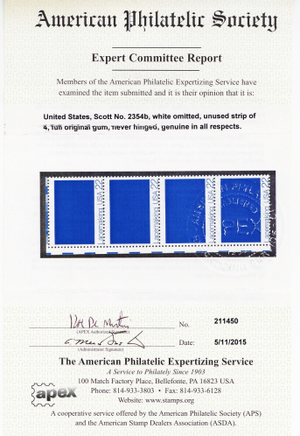 American Philatelic Society
Expert Committee Report
Members of the American Philatelic Expertizing Service have
examined the item submitted and it is their opinion that it is:
United States, Scott No. 2354b, white omitted, unused strip of
4, full original gum, never hinged, genuine in all respects.
(APEX Authorizing Signature)
No. 211450
(Administrator Signature)
Date: 5/11/2015
The American Philatelic Expertizing Service
A Service to Philately Since 1903
100 Match Factory Place, Bellefonte, PA 16823 USA
Phone: 814-933-3803 • Fax: 814-933-6128
Website: www.stamps.org
apex
A cooperative service offered by the American Philatelic Society (APS)
and the American Stamp Dealers Association (ASDA).